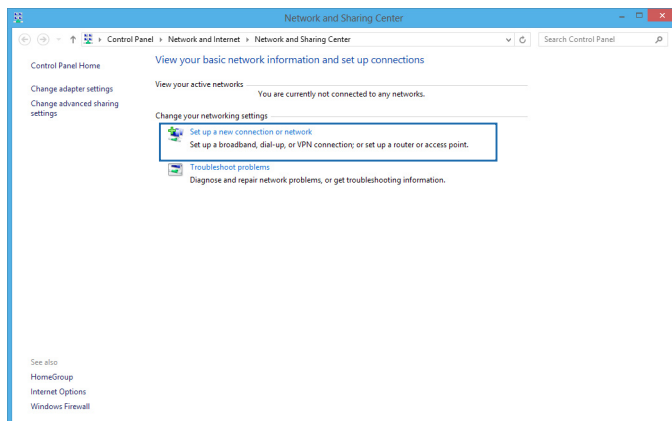 Network and Sharing Center
Control Panel Network and Internet Network and Sharing Center
Search Control Panel
Control Panel Home
Change adapter settings
Change advanced sharing
settings
View your basic network information and set up connections
View your active networks
You are currently not connected to any networks.
Change your networking settings
Set up a new connection or network
Set up a broadband, dial-up, or VPN connection; or set up a router or access point.
Troubleshoot problems
Diagnose and repair network problems, or get troubleshooting information.
See also
HomeGroup
Internet Options
Windows Firewall